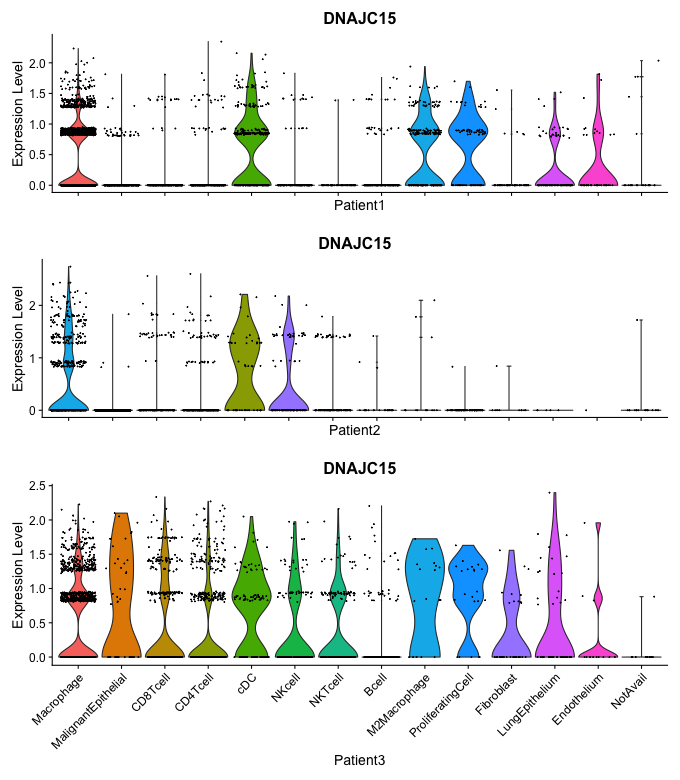 DNAJC15
Expression Level
2.0
1.5
1.0
0.5
0.0
Patient1
DNAJC15
Expression Level
2
1
0
Patient2
DNAJC15
Expression Level
2.5
2.0
1.5
1.0
0.5
0.0
Macrophage
MalignantEpithelial
CD8Tcell
CD4Tcell
cDC
NKcell
NKTcell
Bcell
M2Macrophage
ProliferatingCell
Fibroblast
LungEpithelium
Endothelium
NotAvail
Patient3